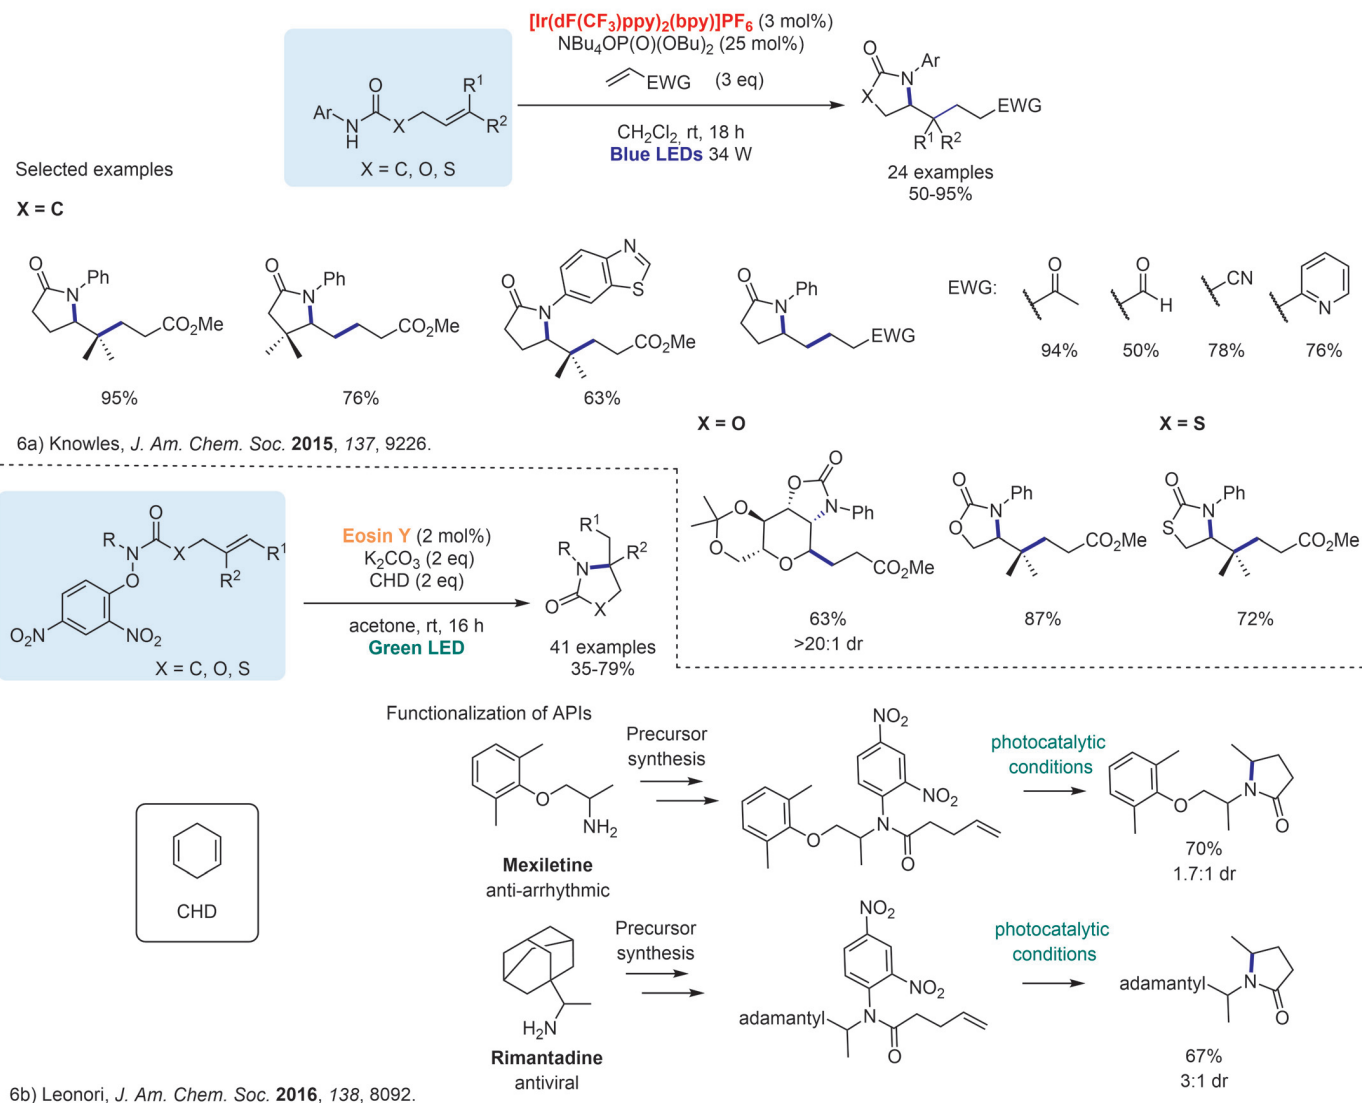 [Ir(dF(CF3)ppy)2(bpy)]PF6 (3 mol%)
NBu4OP(O)(OBu)2 (25 mol%)
EWG (3 eq)
CH2Cl2, rt, 18 h
Blue LEDs 34 W
Ar
N
H
O
X
R1
R2
X = C, O, S
O
N
Ar
X
R1 R2
EWG
24 examples
50-95%
Selected examples
X = C
O
N
Ph
CO2Me
95%
O
N
Ph
CO2Me
76%
O
N
N
S
CO2Me
63%
O
N
Ph
EWG
EWG:
O
94%
O
H
50%
CN
78%
N
76%
6a) Knowles, J. Am. Chem. Soc. 2015, 137, 9226.
X = O
X = S
O
O
N
Ph
O
O
O
CO2Me
63%
>20:1 dr
O
O
N
Ph
CO2Me
87%
O
S
N
Ph
CO2Me
72%
R
N
O
X
R1
R2
O
O2N
NO2
X = C, O, S
Eosin Y (2 mol%)
K2CO3 (2 eq)
CHD (2 eq)
acetone, rt, 16 h
Green LED
R1
R
N
R2
O
X
41 examples
35-79%
Functionalization of APIs
O
NH2
Mexiletine
anti-arrhythmic
Precursor
synthesis
NO2
NO2
O
N
O
photocatalytic
conditions
O
N
O
70%
1.7:1 dr
CHD
H2N
Rimantadine
antiviral
Precursor
synthesis
NO2
NO2
adamantyl
N
O
photocatalytic
conditions
adamantyl
N
O
67%
3:1 dr
6b) Leonori, J. Am. Chem. Soc. 2016, 138, 8092.